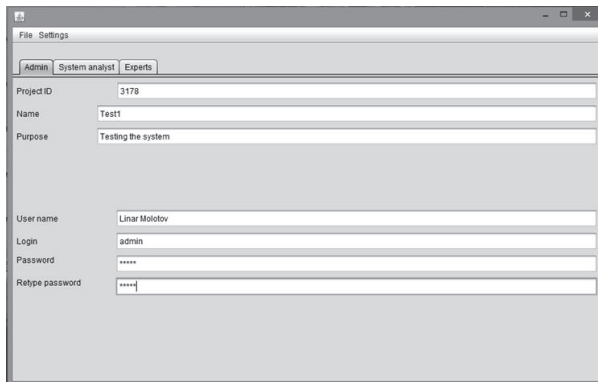 File Settings
Admin System analyst Experts
Project ID 3178
Name Test1
Purpose Testing the system
User name Linar Molotov
Login admin
Password *****
Retype password *****